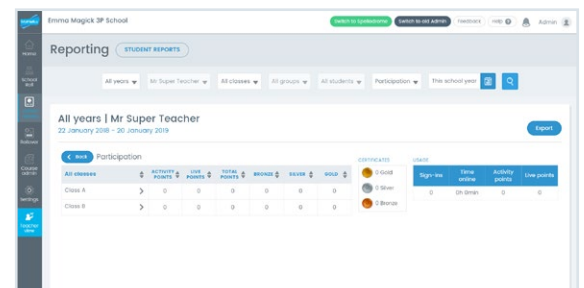 Emma Magick 3P School
Switch to Spellodrome
Switch to old Admin
Feedback
Help
Admin
Home
School stuff
Rollover
Course admin
Settings
Teacher view
Reporting
STUDENT REPORTS
All years
Mr Super Teacher
All classes
All groups
All students
Participation
This school year
All years | Mr Super Teacher
22 January 2018 - 20 January 2019
Export
Back
Participation
All classes ACTIVITY POINTS LIVE POINTS TOTAL POINTS BRONZE SILVER GOLD
Class A 0 0 0 0 0 0
Class B 0 0 0 0 0 0
CERTIFICATES
0 Gold
0 Silver
0 Bronze
USAGE
Sign-ins Time online Activity points Live points
0 0h 0min 0 0